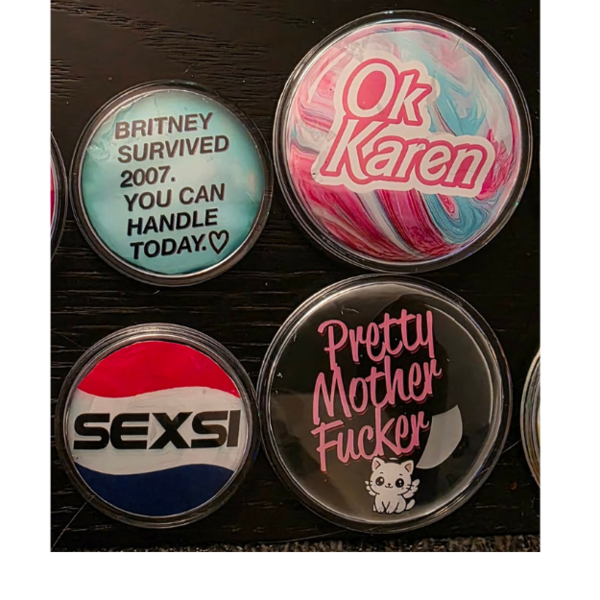 BRITNEY
SURVIVED
2007.
YOU CAN
HANDLE
TODAY.♡
Ok
Karen
SEXSI
Pretty
Mother
Fucker